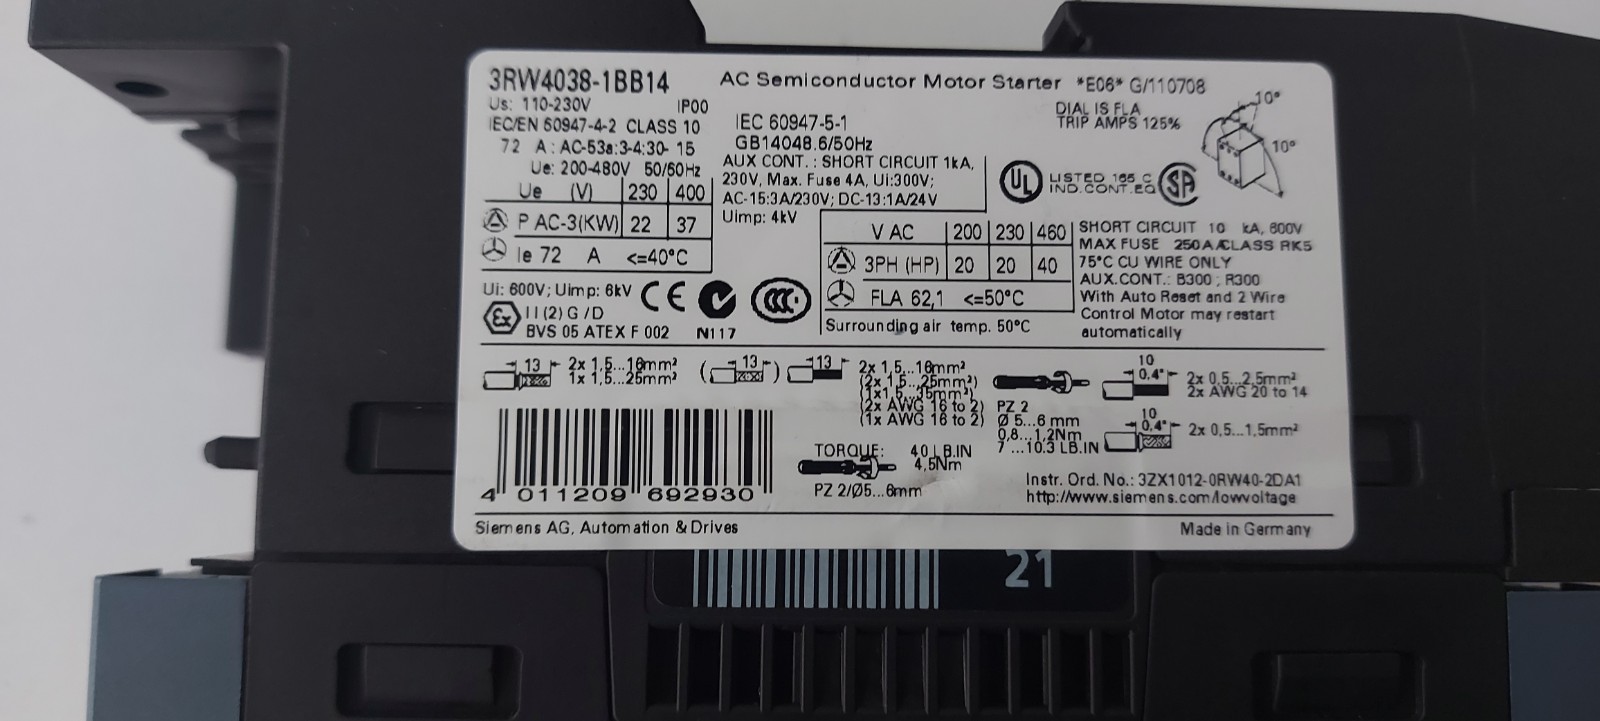 3RW4038-1BB14 AC Semiconductor Motor Starter *E06* G/110708
Us: 110-230V IP00
IEC/EN 60947-4-2 CLASS 10
72 A: AC-53a:3-4:30- 15
Ue: 200-480V 50/60Hz
Ue (V) 230 400
P AC-3(KW) 22 37
Ie 72 A <=40°C
Ui: 600V; Uimp: 6kV CE CCC
Ex II (2) G /D
BVS 05 ATEX F 002 N117
IEC 60947-5-1
GB14048.6/50Hz
AUX CONT.: SHORT CIRCUIT 1kA,
230V, Max. Fuse 4A, Ui:300V;
AC-15:3A/230V; DC-13:1A/24V
Uimp: 4kV
DIAL IS FLA
TRIP AMPS 125%
10°
10°
UL LISTED 165 C
IND.CONT.EQ SA
V AC 200 230 460
3PH (HP) 20 20 40
FLA 62,1 <=50°C
Surrounding air temp. 50°C
SHORT CIRCUIT 10 kA, 600V
MAX FUSE 250A/CLASS RK5
75°C CU WIRE ONLY
AUX.CONT.: B300 ; R300
With Auto Reset and 2 Wire
Control Motor may restart
automatically
13 2x 1,5...16mm²
1x 1,5...25mm²
(13) 13 2x 1,5...16mm²
(2x 1,5...25mm²)
(1x1,5...35mm²)
(2x AWG 16 to 2)
(1x AWG 16 to 2)
TORQUE: 40 LB.IN
4,5Nm
PZ 2/Ø5...6mm
PZ 2
Ø 5...6 mm
0,8...1,2Nm
7 ...10.3 LB.IN
10
0.4" 2x 0,5...2,5mm²
2x AWG 20 to 14
10
0,4" 2x 0,5...1,5mm²
4 011209 692930
Instr. Ord. No.: 3ZX1012-0RW40-2DA1
http://www.siemens.com/lowvoltage
Siemens AG, Automation & Drives Made in Germany
21